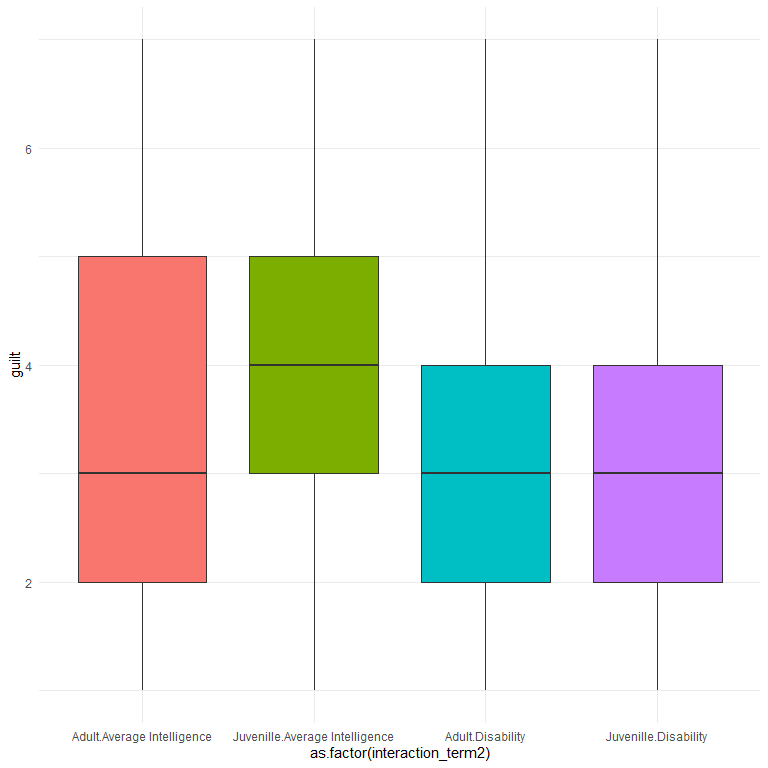 guilt
6
4
2
Adult.Average Intelligence Juvenille.Average Intelligence Adult.Disability Juvenille.Disability
as.factor(interaction_term2)